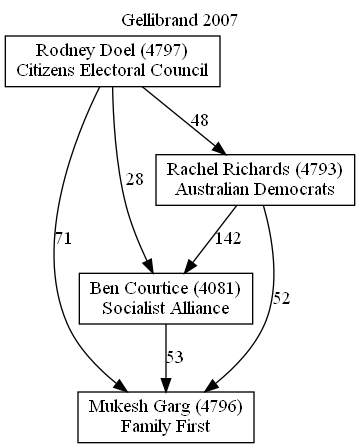 Gellibrand 2007
Rodney Doel (4797)
Citizens Electoral Council
48
Rachel Richards (4793)
Australian Democrats
28
71
142
52
Ben Courtice (4081)
Socialist Alliance
53
Mukesh Garg (4796)
Family First